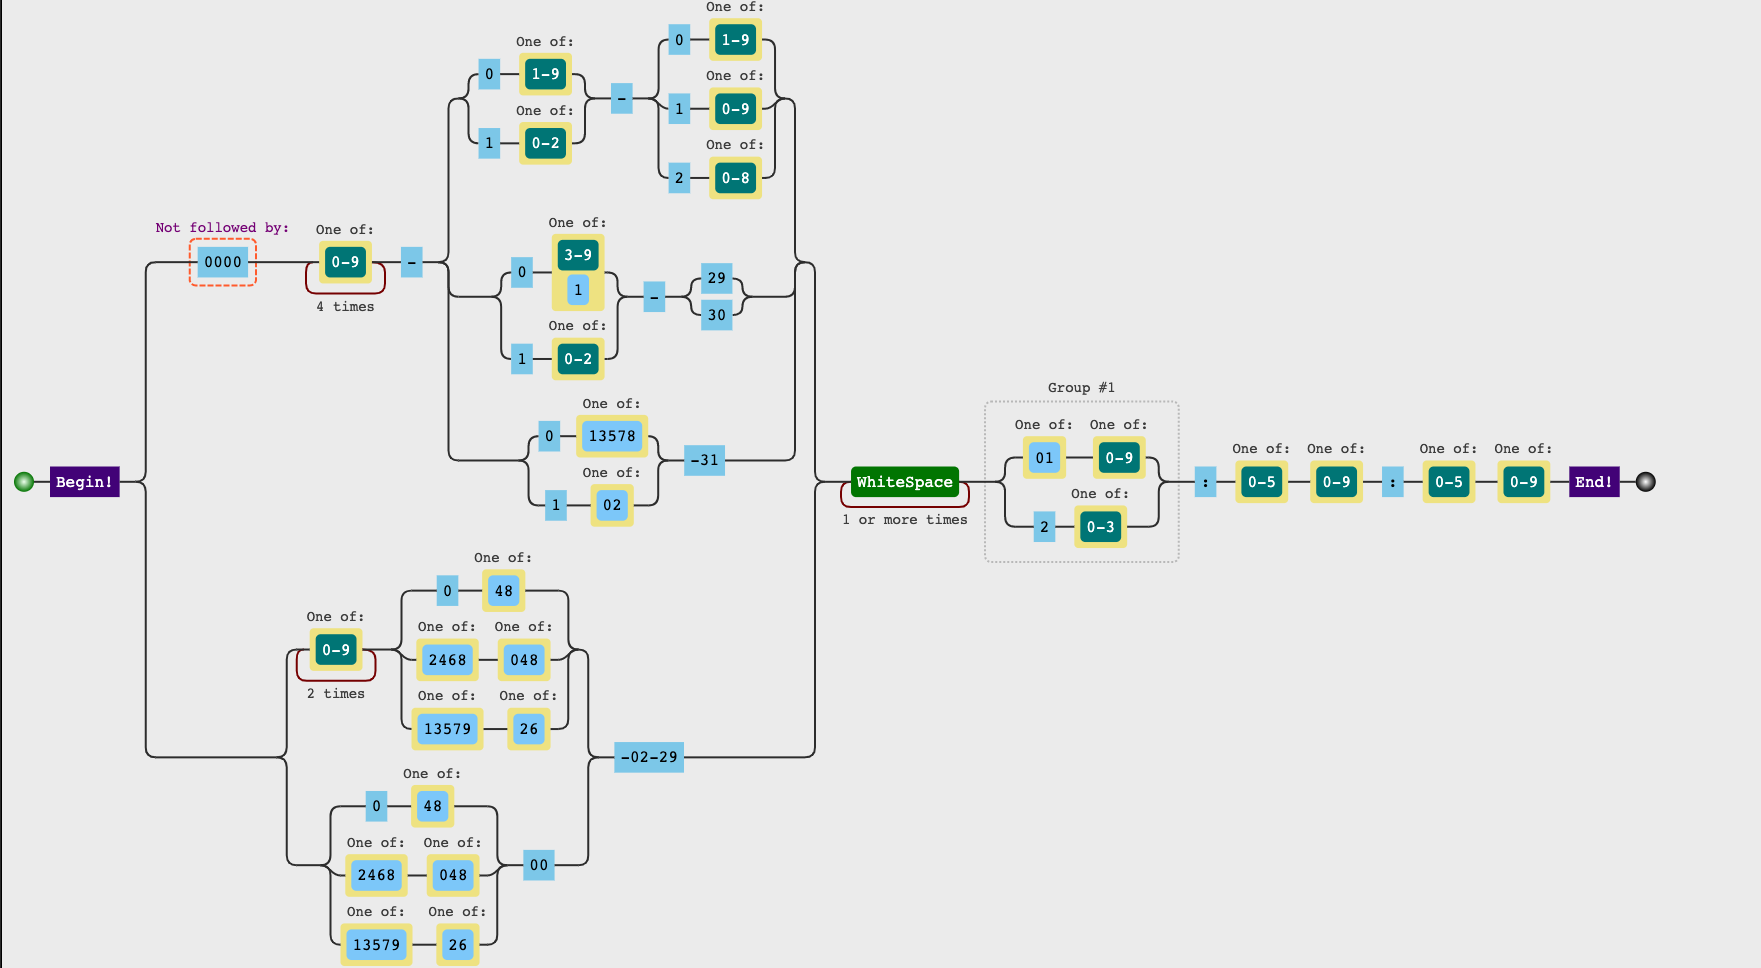 One of:
0 1-9
One of:
1 0-9
One of:
2 0-8
One of:
0 1-9
One of:
1 0-2
-
Not followed by:
0000
One of:
0-9
4 times
-
One of:
0 3-9
1
One of:
1 0-2
-
29
30
One of:
0 13578
One of:
1 02
-31
Begin!
WhiteSpace
1 or more times
Group #1
One of: One of:
01 0-9
One of:
2 0-3
:
One of: One of:
0-5 0-9
:
One of: One of:
0-5 0-9
End!
One of:
0-9
2 times
One of:
0 48
One of: One of:
2468 048
One of: One of:
13579 26
-02-29
One of:
0 48
One of: One of:
2468 048
One of: One of:
13579 26
00